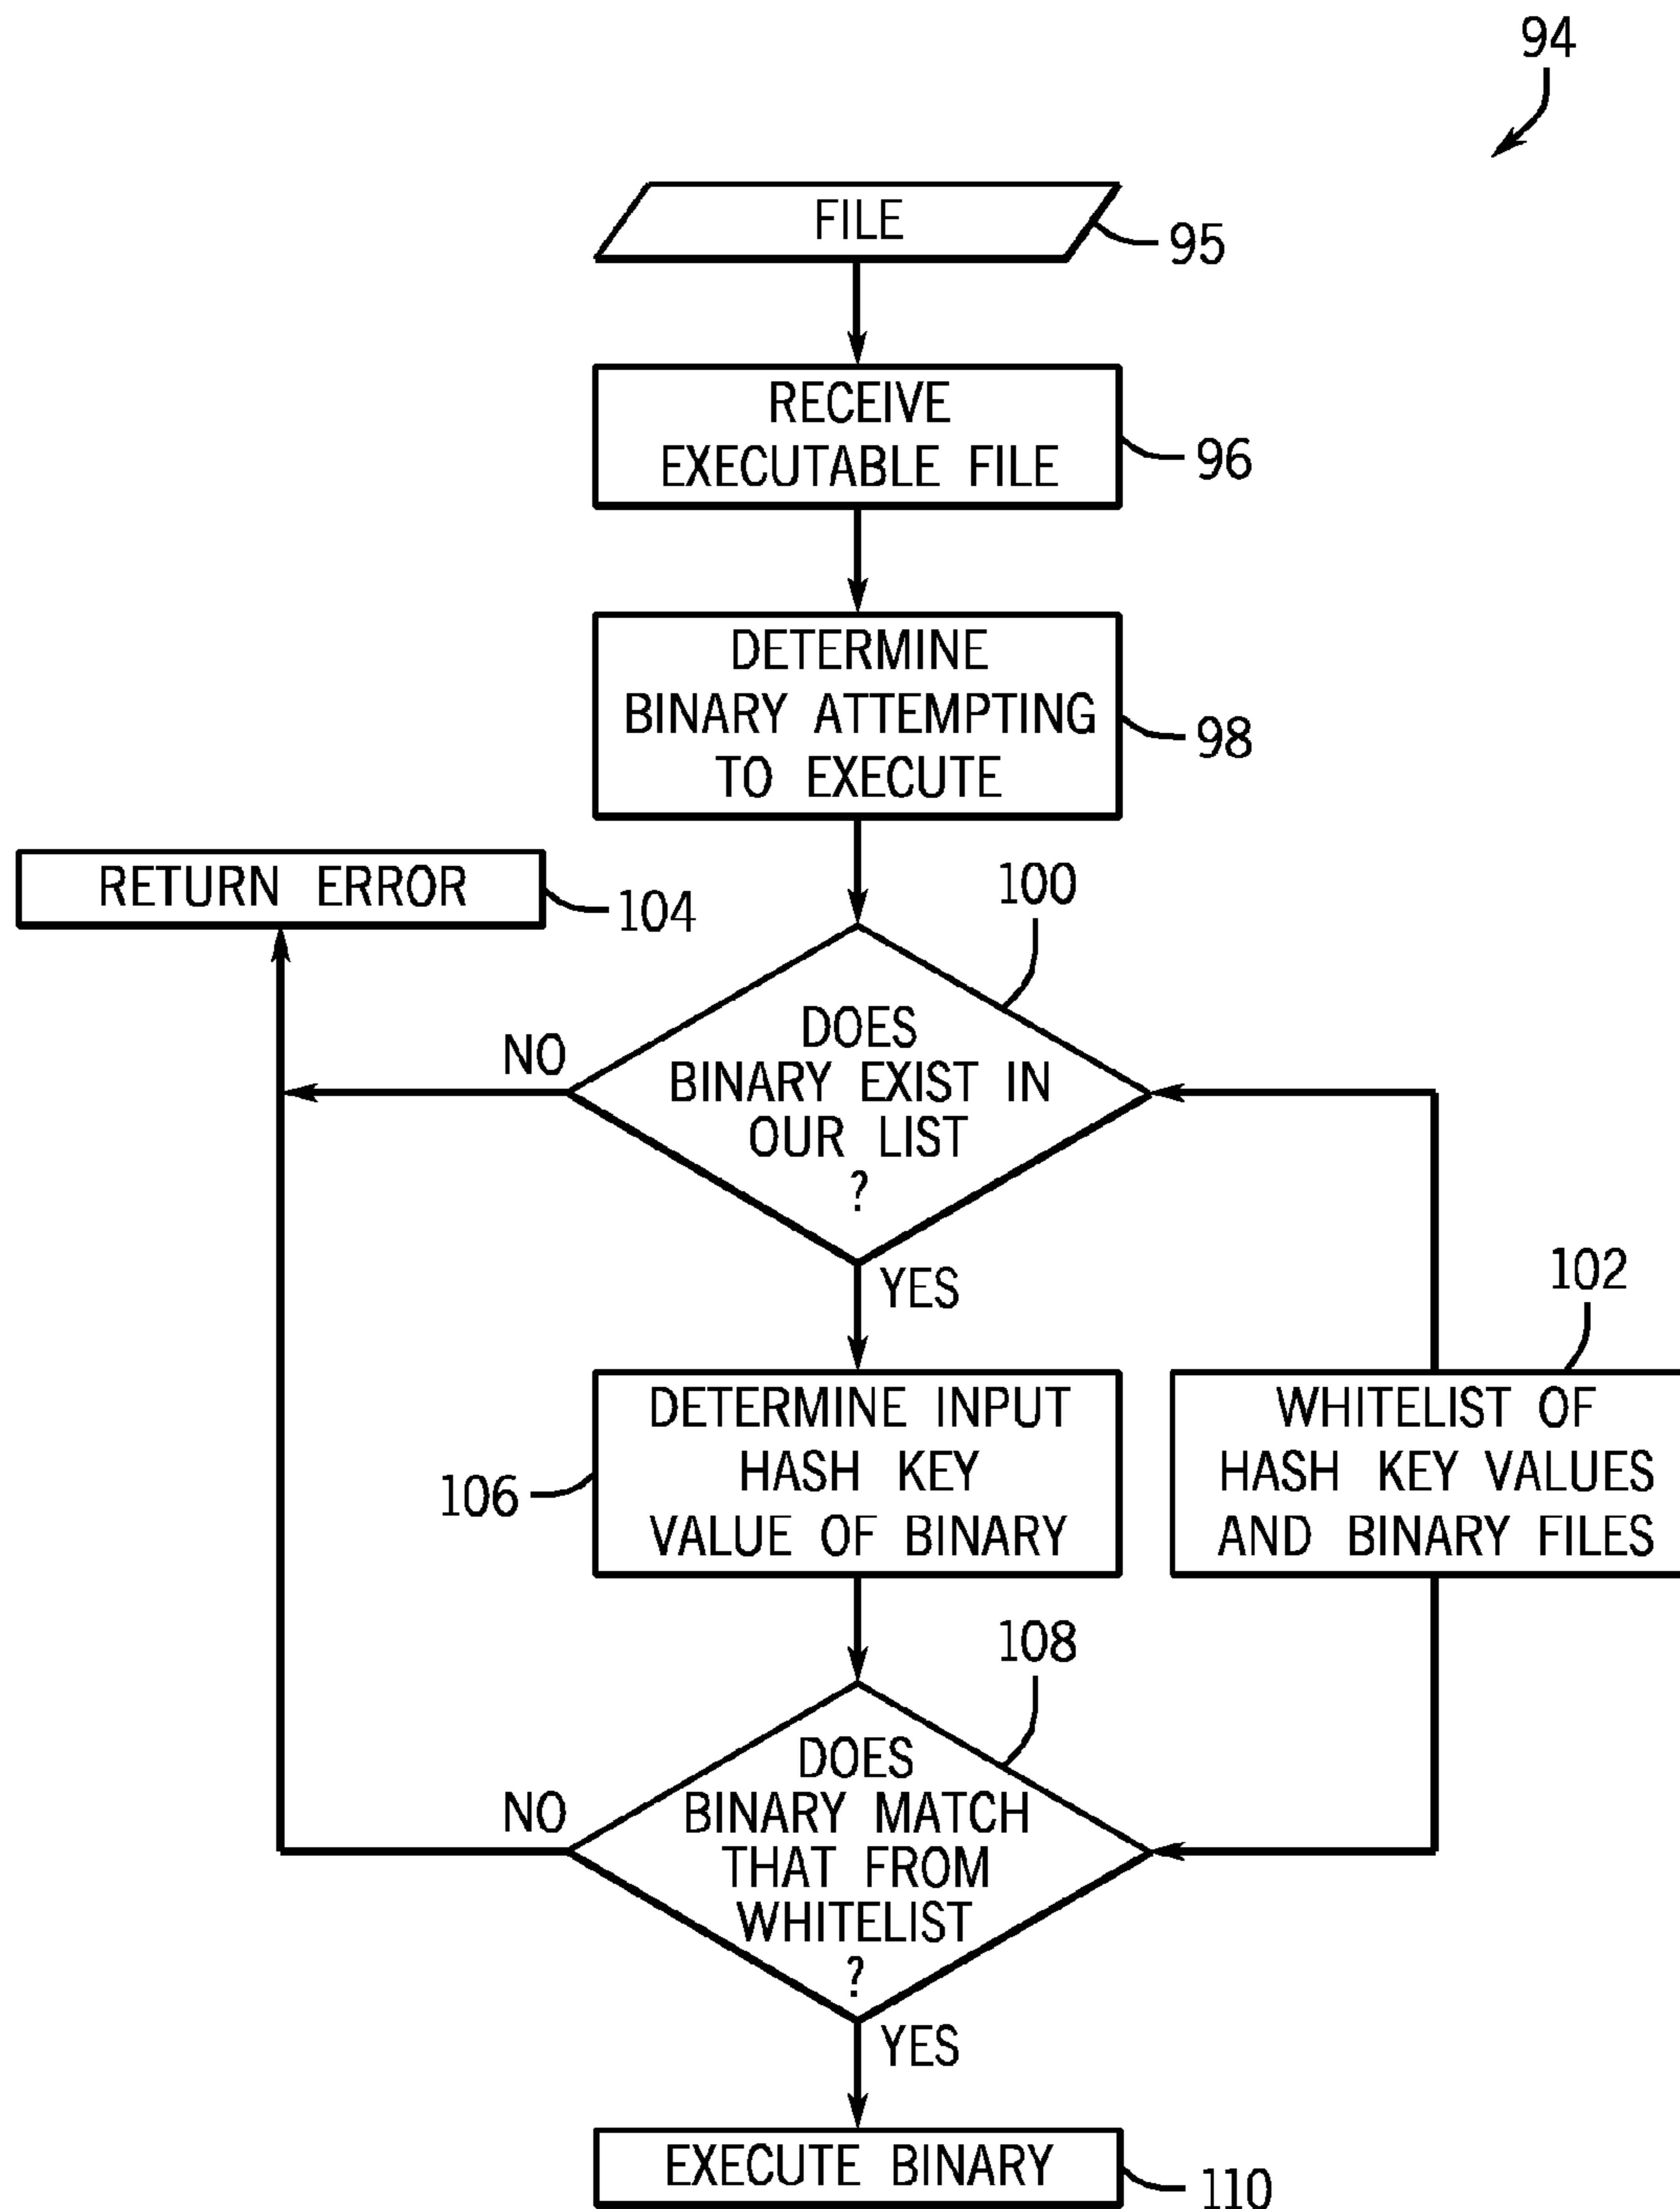 94
FILE
95
RECEIVE
EXECUTABLE FILE
96
DETERMINE
BINARY ATTEMPTING
TO EXECUTE
98
RETURN ERROR
104
100
DOES
BINARY EXIST IN
OUR LIST
?
NO
YES
102
DETERMINE INPUT
HASH KEY
VALUE OF BINARY
106
WHITELIST OF
HASH KEY VALUES
AND BINARY FILES
108
DOES
BINARY MATCH
THAT FROM
WHITELIST
?
NO
YES
EXECUTE BINARY
110